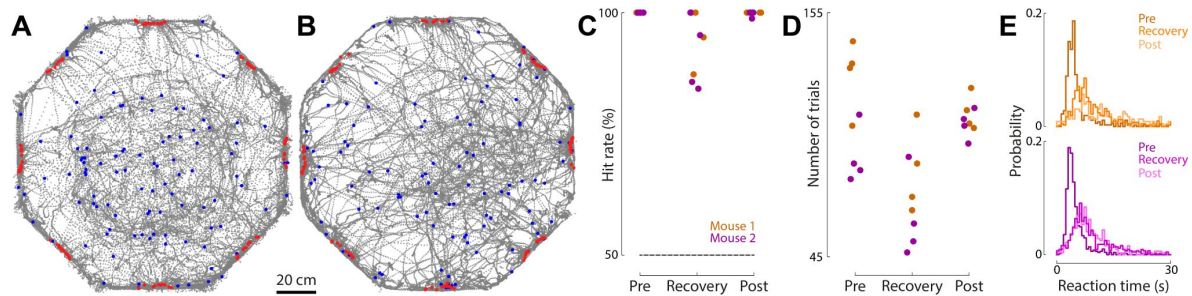 A
B
20 cm
C
100
Hit rate (%)
50
Mouse 1
Mouse 2
Pre
Recovery
Post
D
155
Number of trials
45
Pre
Recovery
Post
E
0.2
Pre
Recovery
Post
0
Probability
0.2
Pre
Recovery
Post
0
0
30
Reaction time (s)